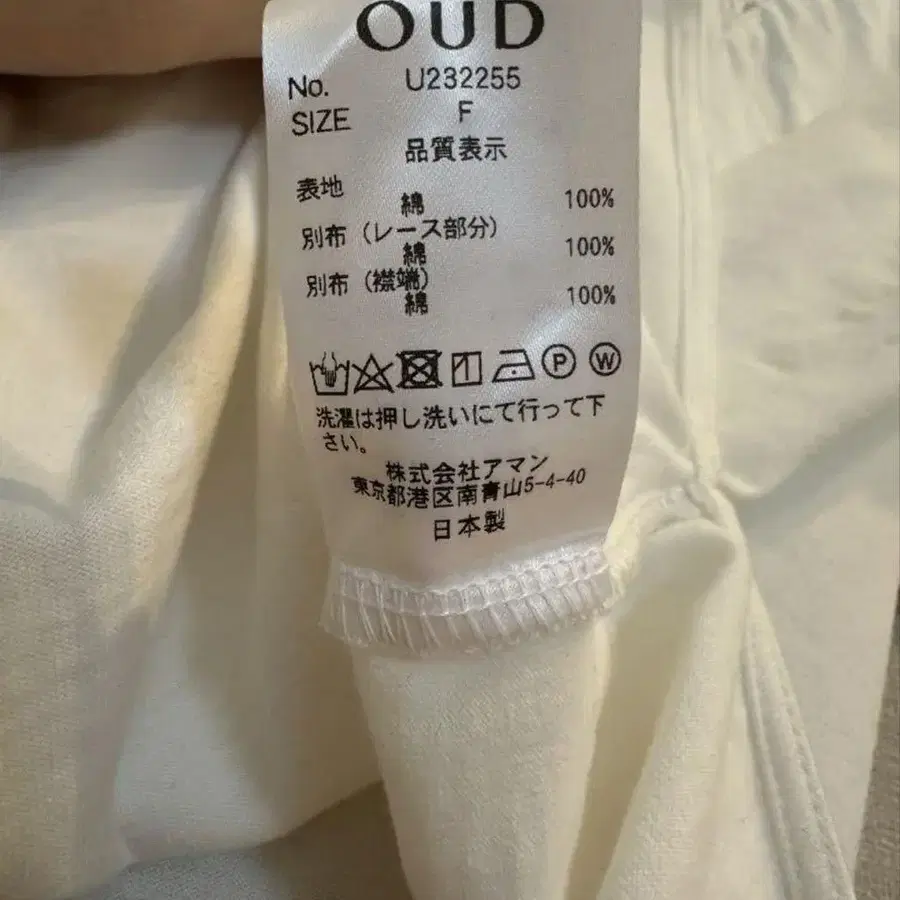 OUD
No. U232255
SIZE F
品質表示
表地
綿 100%
別布(レース部分)
綿 100%
別布(襟端)
綿 100%
P W
洗濯は押し洗いにて行って下
さい。
株式会社アマン
東京都港区南青山5-4-40
日本製